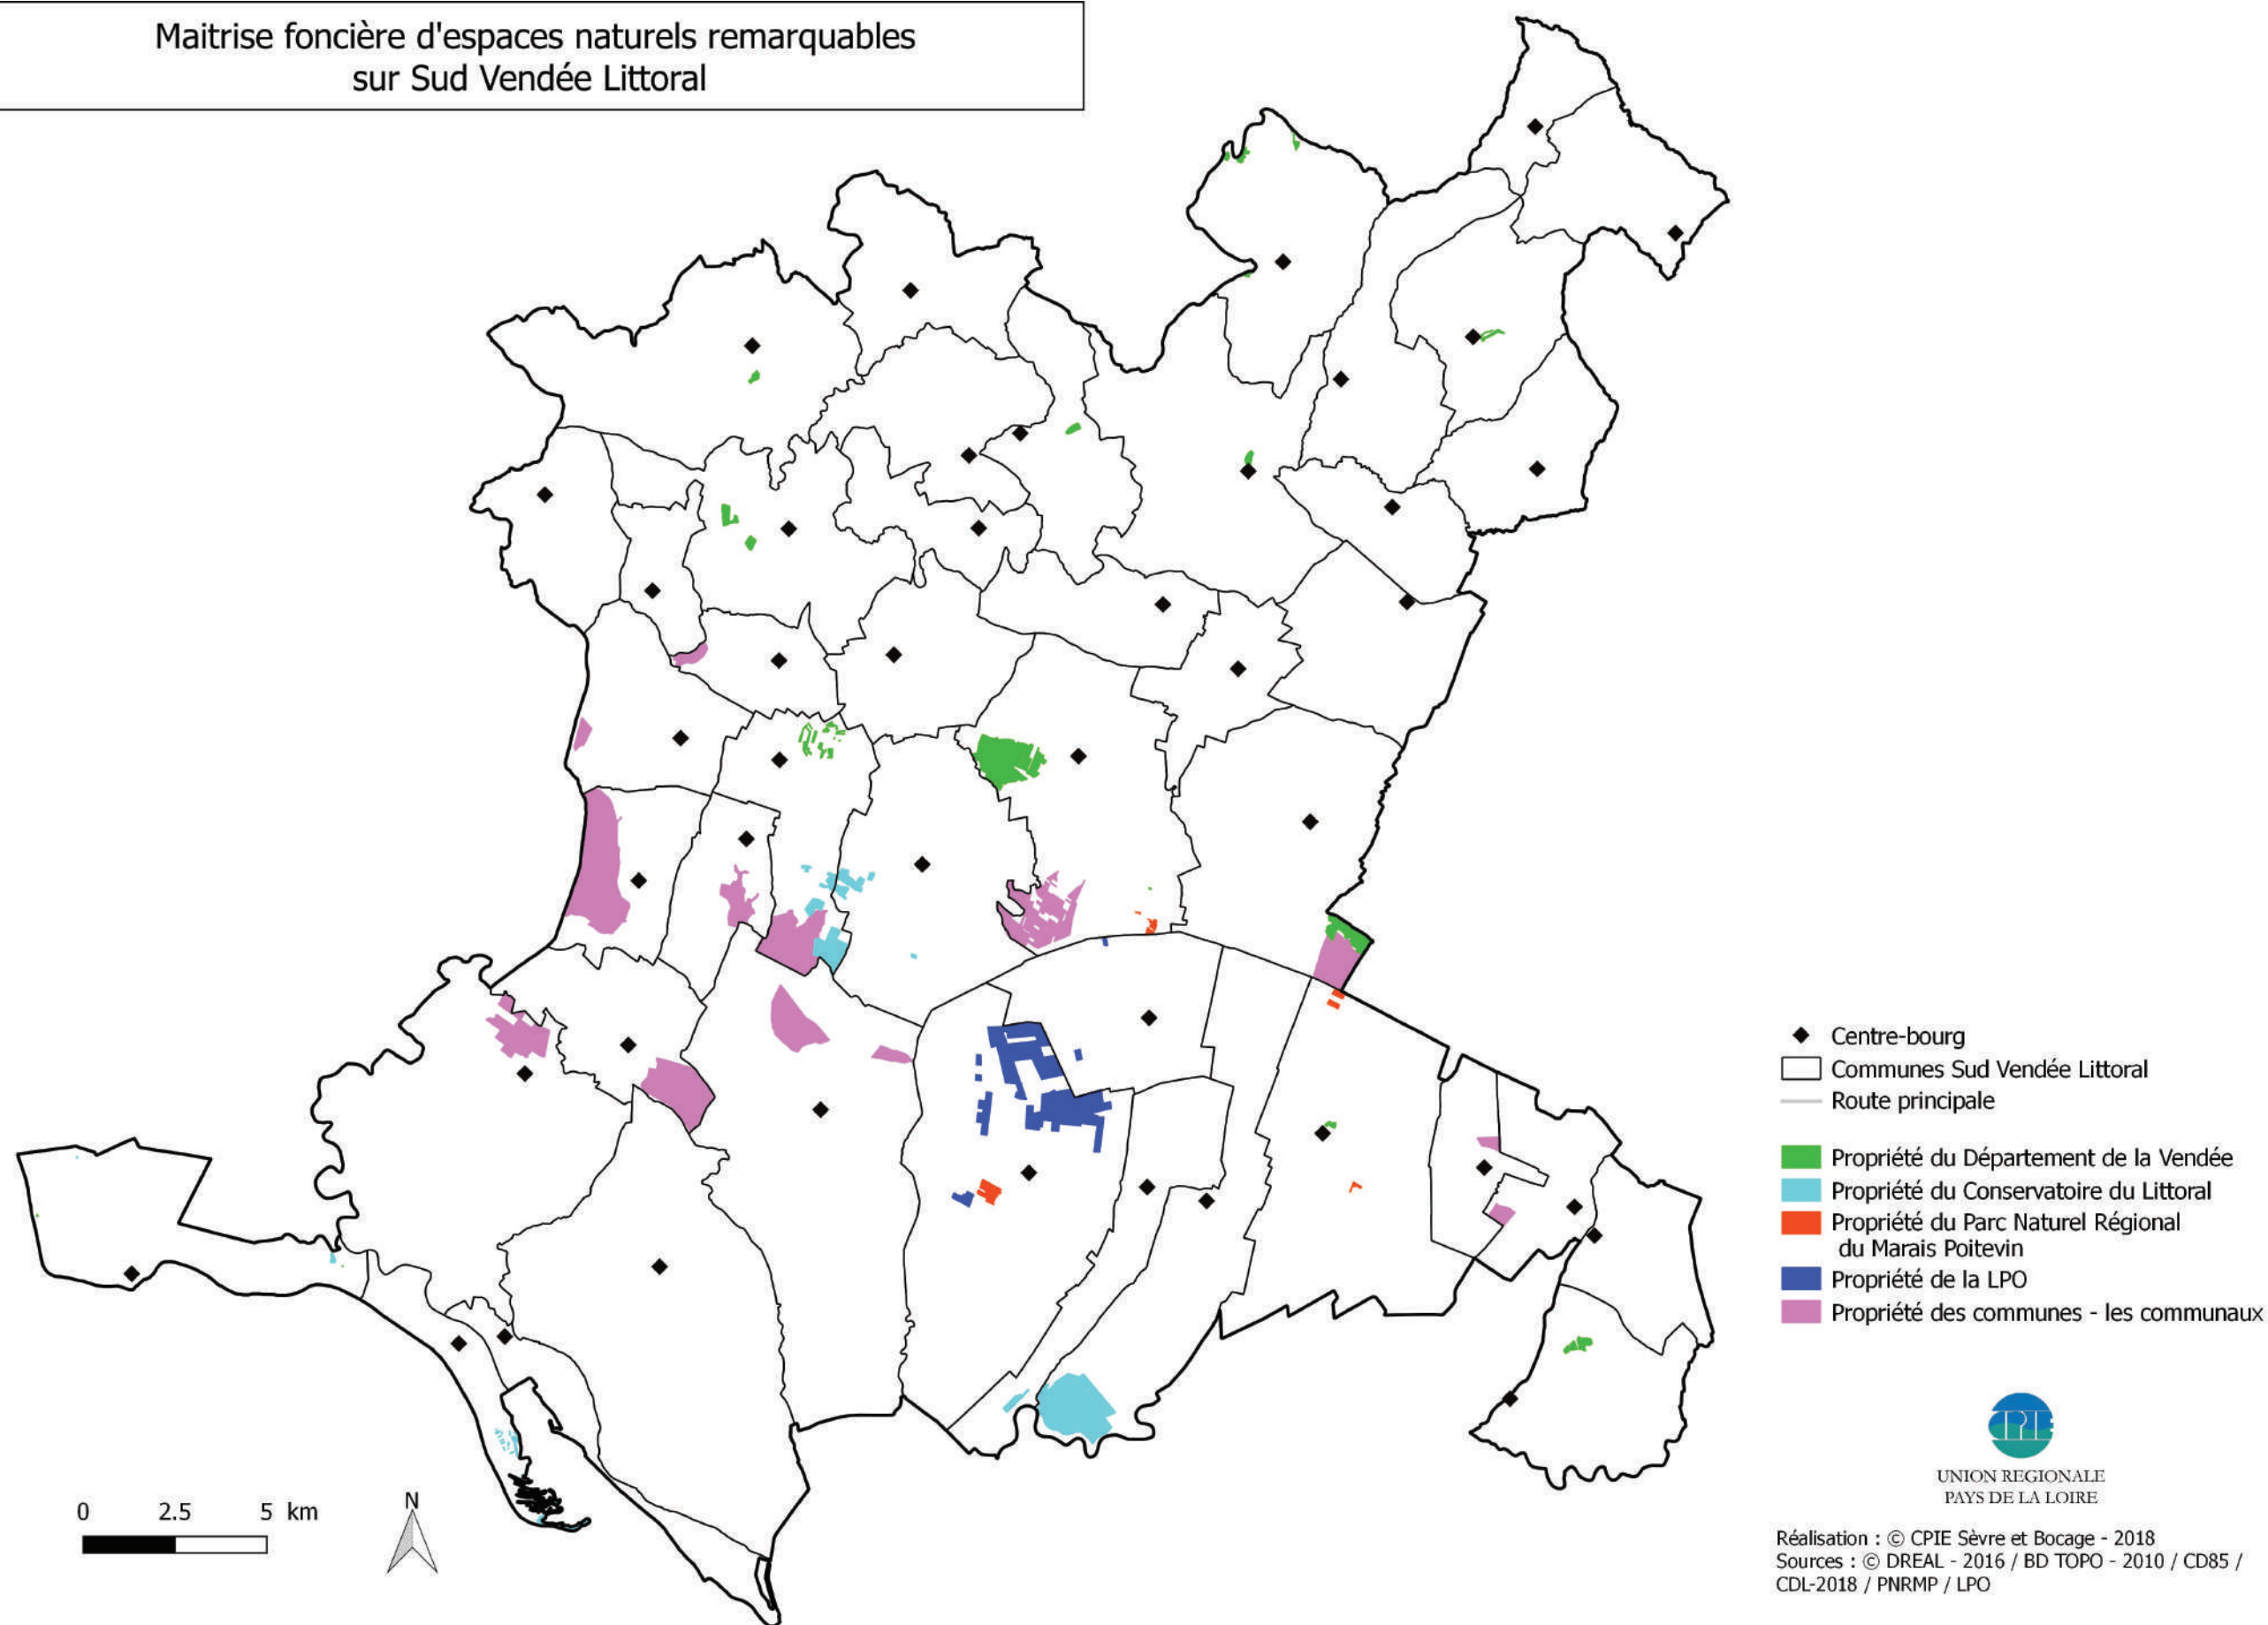 Maitrise foncière d'espaces naturels remarquables
sur Sud Vendée Littoral
Centre-bourg
Communes Sud Vendée Littoral
Route principale
Propriété du Département de la Vendée
Propriété du Conservatoire du Littoral
Propriété du Parc Naturel Régional
du Marais Poitevin
Propriété de la LPO
Propriété des communes - les communaux
CPIE
UNION REGIONALE
PAYS DE LA LOIRE
0 2.5 5 km
N
Réalisation : © CPIE Sèvre et Bocage - 2018
Sources : © DREAL - 2016 / BD TOPO - 2010 / CD85 /
CDL-2018 / PNRMP / LPO